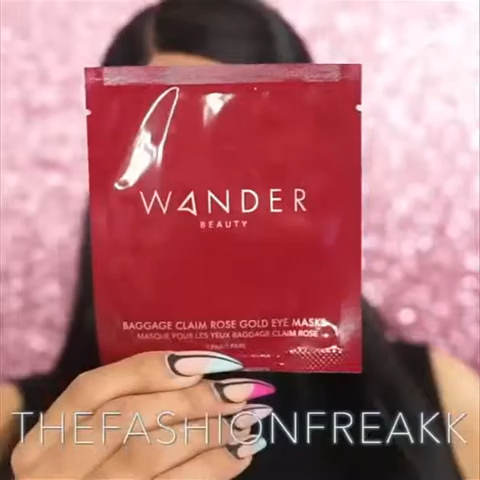 WANDER
BEAUTY
BAGGAGE CLAIM ROSE GOLD EYE MASKS
MASQUE POUR LES YEUX BAGGAGE CLAIM ROSE
THEFASHIONFREAKK